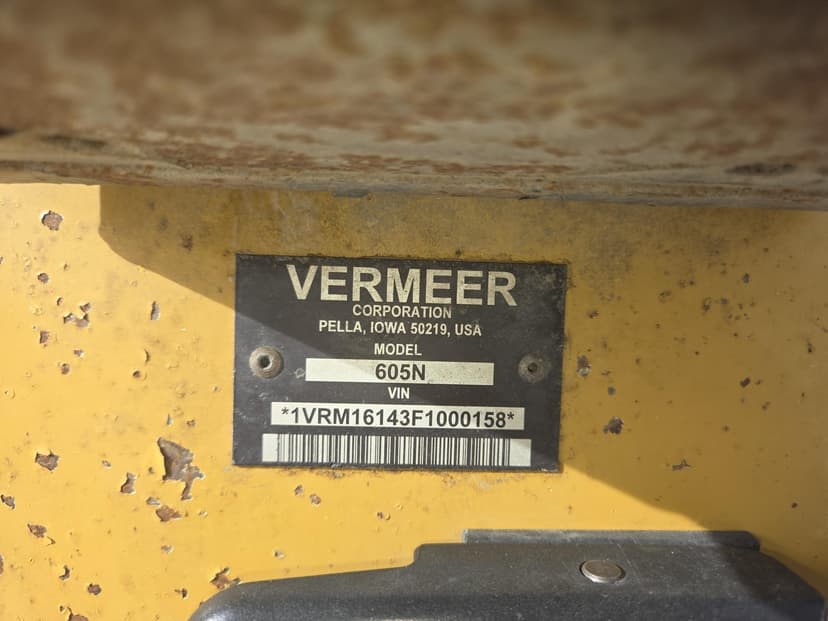 VERMEER
CORPORATION
PELLA, IOWA 50219, USA
MODEL
605N
VIN
*1VRM16143F1000158*